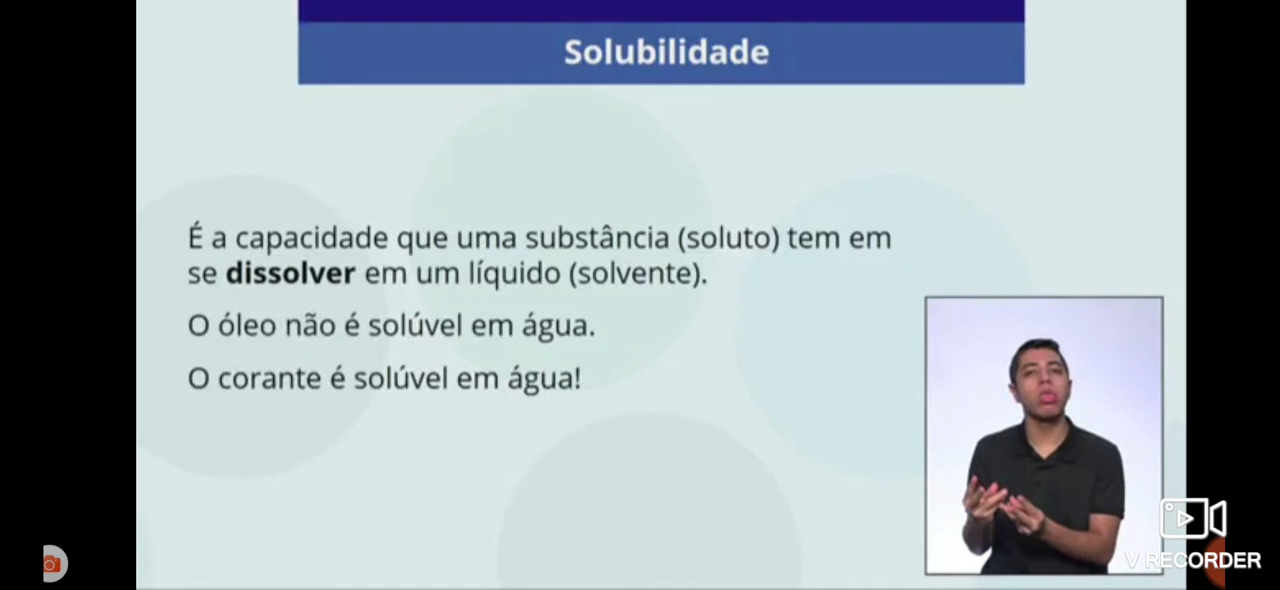 Solubilidade
É a capacidade que uma substância (soluto) tem em
se dissolver em um líquido (solvente).
O óleo não é solúvel em água.
O corante é solúvel em água!
V RECORDER